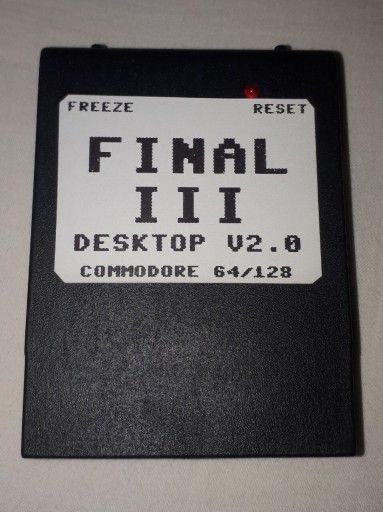 FREEZE RESET
FINAL
III
DESKTOP V2.0
COMMODORE 64/128